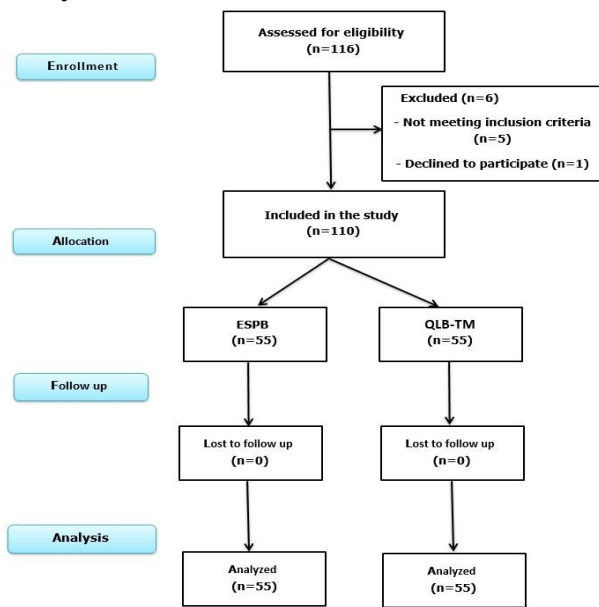 Assessed for eligibility
(n=116)
Enrollment
Excluded (n=6)
- Not meeting inclusion criteria
(n=5)
- Declined to participate (n=1)
Included in the study
(n=110)
Allocation
ESPB
(n=55)
QLB-TM
(n=55)
Follow up
Lost to follow up
(n=0)
Lost to follow up
(n=0)
Analysis
Analyzed
(n=55)
Analyzed
(n=55)